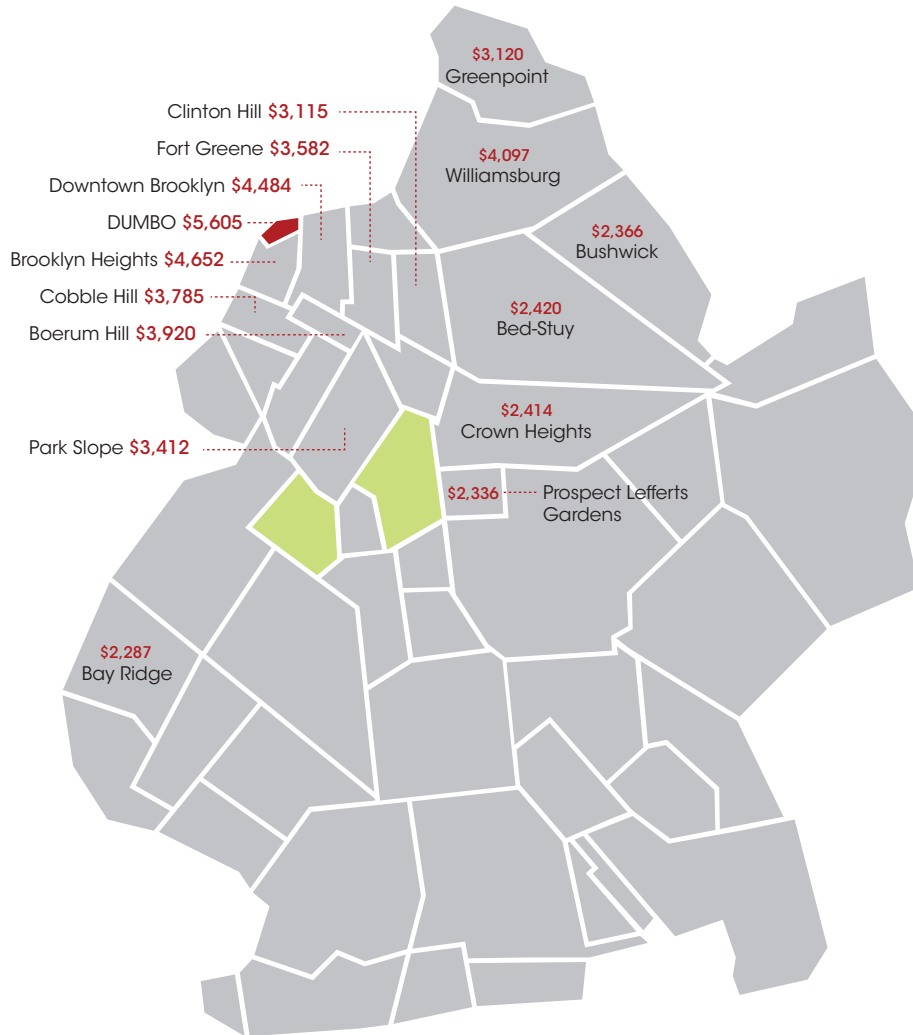 $3,120
Greenpoint
Clinton Hill $3,115
Fort Greene $3,582
$4,097
Williamsburg
Downtown Brooklyn $4,484
DUMBO $5,605
$2,366
Bushwick
Brooklyn Heights $4,652
Cobble Hill $3,785
$2,420
Bed-Stuy
Boerum Hill $3,920
$2,414
Crown Heights
Park Slope $3,412
$2,336 Prospect Lefferts
Gardens
$2,287
Bay Ridge